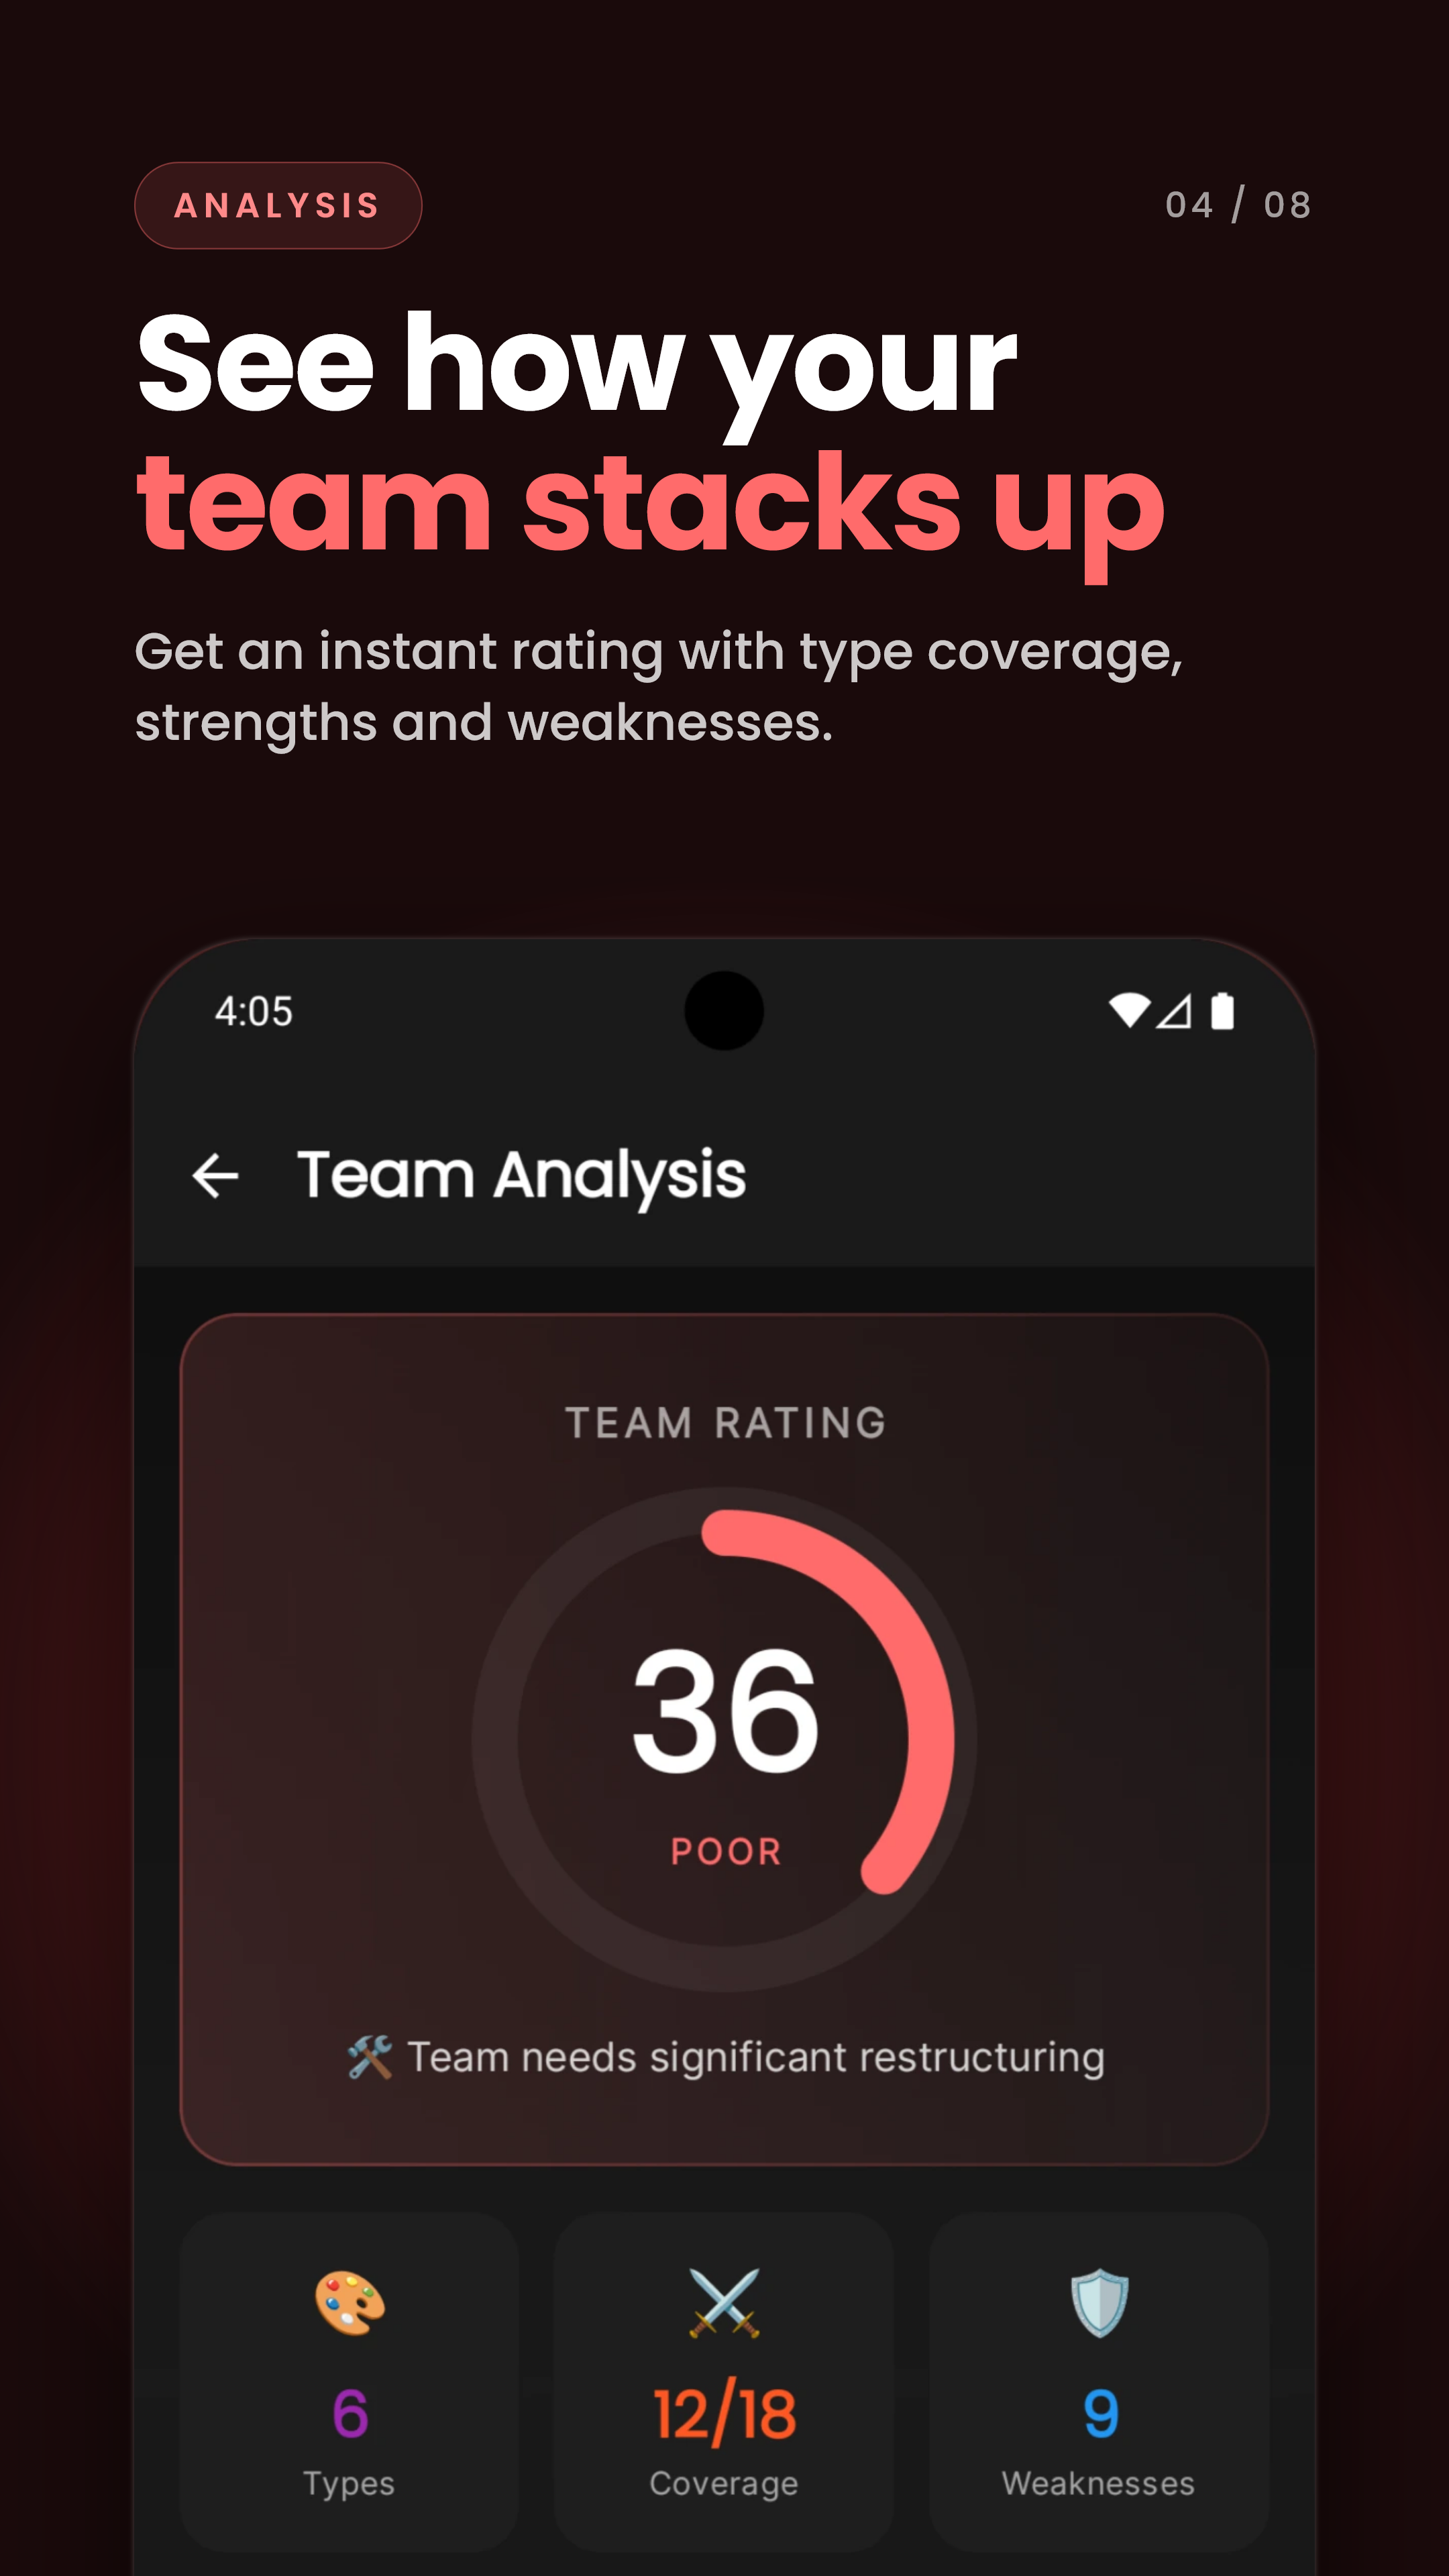 ANALYSIS
04 / 08
See how your
team stacks up
Get an instant rating with type coverage,
strengths and weaknesses.
4:05
Team Analysis
TEAM RATING
36
POOR
Team needs significant restructuring
6
Types
12/18
Coverage
9
Weaknesses